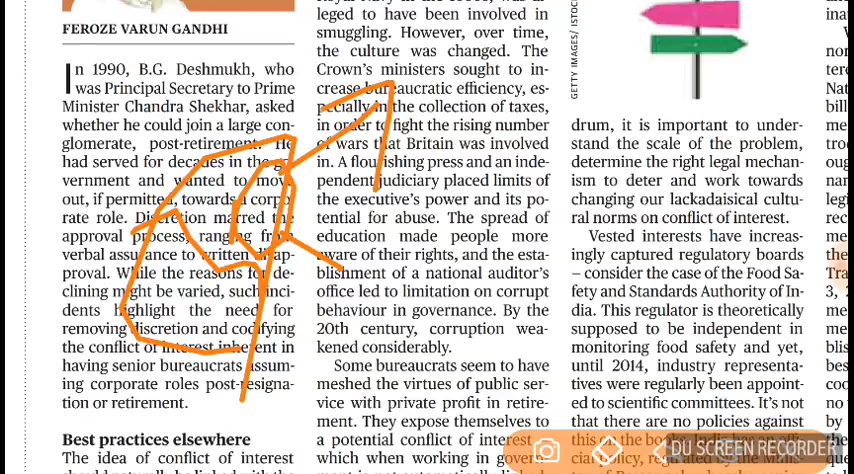 FEROZE VARUN GANDHI
In 1990, B.G. Deshmukh, who
was Principal Secretary to Prime
Minister Chandra Shekhar, asked
whether he could join a large con-
glomerate, post-retirement. He
had served for decades in the go-
vernment and wanted to move
out, if permitted, towards a corpo-
rate role. Discretion marred the
approval process, ranging from
verbal assurance to written disap-
proval. While the reasons for de-
clining might be varied, such inci-
dents highlight the need for
removing discretion and codifying
the conflict of interest inherent in
having senior bureaucrats assum-
ing corporate roles post-resigna-
tion or retirement.
Best practices elsewhere
The idea of conflict of interest
leged to have been involved in
smuggling. However, over time,
the culture was changed. The
Crown's ministers sought to in-
crease bureaucratic efficiency, es-
pecially in the collection of taxes,
in order to fight the rising number
of wars that Britain was involved
in. A flourishing press and an inde-
pendent judiciary placed limits of
the executive's power and its po-
tential for abuse. The spread of
education made people more
aware of their rights, and the esta-
blishment of a national auditor's
office led to limitation on corrupt
behaviour in governance. By the
20th century, corruption wea-
kened considerably.
Some bureaucrats seem to have
meshed the virtues of public ser-
vice with private profit in retire-
ment. They expose themselves to
a potential conflict of interest
which when working in govern-
GETTY IMAGES/ ISTOC
drum, it is important to under-
stand the scale of the problem,
determine the right legal mechan-
ism to deter and work towards
changing our lackadaisical cultu-
ral norms on conflict of interest.
Vested interests have increas-
ingly captured regulatory boards
– consider the case of the Food Sa-
fety and Standards Authority of In-
dia. This regulator is theoretically
supposed to be independent in
monitoring food safety and yet,
until 2014, industry representa-
tives were regularly been appoint-
ed to scientific committees. It's not
that there are no policies against
this on the
DU SCREEN RECORDER